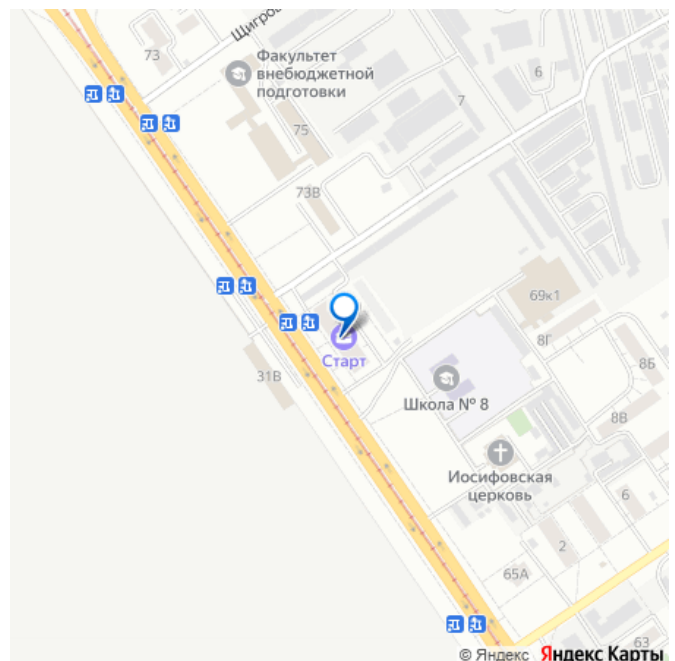 Щигров
73
Факультет
внебюджетной
подготовки
6
7
75
73В
69к1
8Г
Старт
31В
8Б
Школа № 8
8В
Иосифовская
церковь
6
2
65А
63
© Яндекс Яндекс Карты